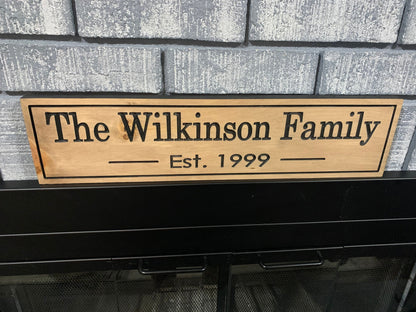 The Wilkinson Family
Est. 1999